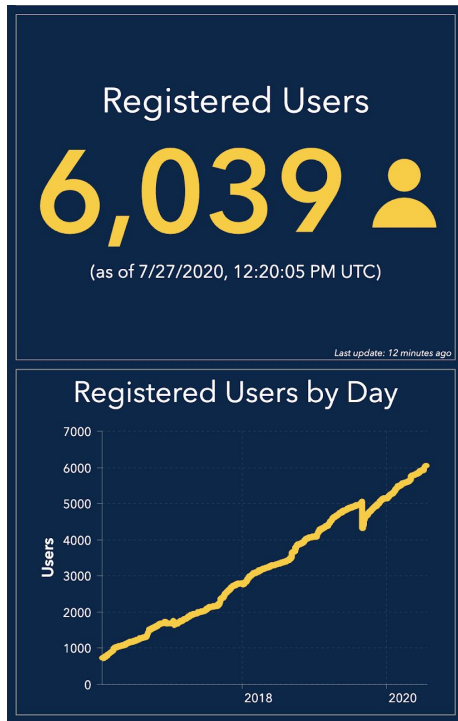 Registered Users
6,039
(as of 7/27/2020, 12:20:05 PM UTC)
Last update: 12 minutes ago
Registered Users by Day
7000
6000
5000
4000
3000
2000
1000
0
Users
2018
2020